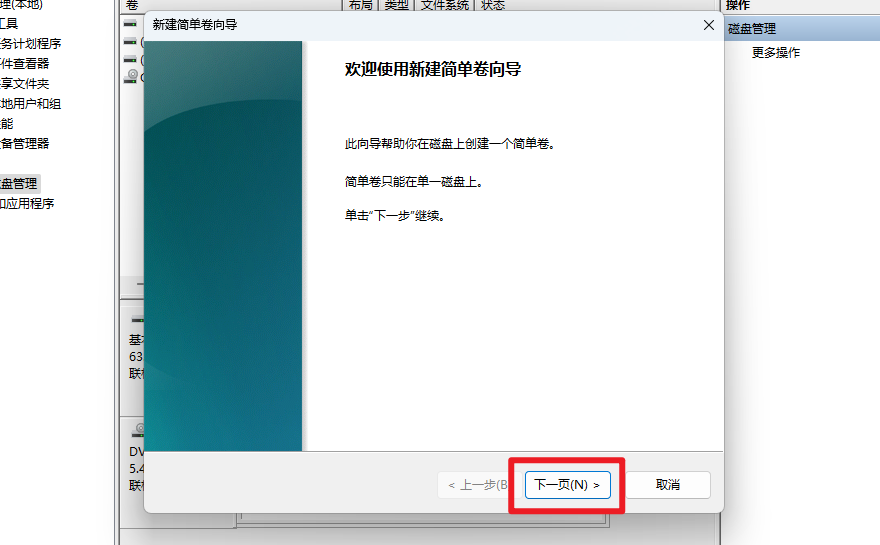 理(本地)
工具
务计划程序
件查看器
享文件夹
地用户和组
能
备管理器
盘管理
和应用程序
卷
布局 类型 文件系统 状态
操作
磁盘管理
更多操作
新建简单卷向导
欢迎使用新建简单卷向导
此向导帮助你在磁盘上创建一个简单卷。
简单卷只能在单一磁盘上。
单击“下一步”继续。
基本
63
联机
DV
5.4
联机
< 上一步(B
下一页(N) >
取消